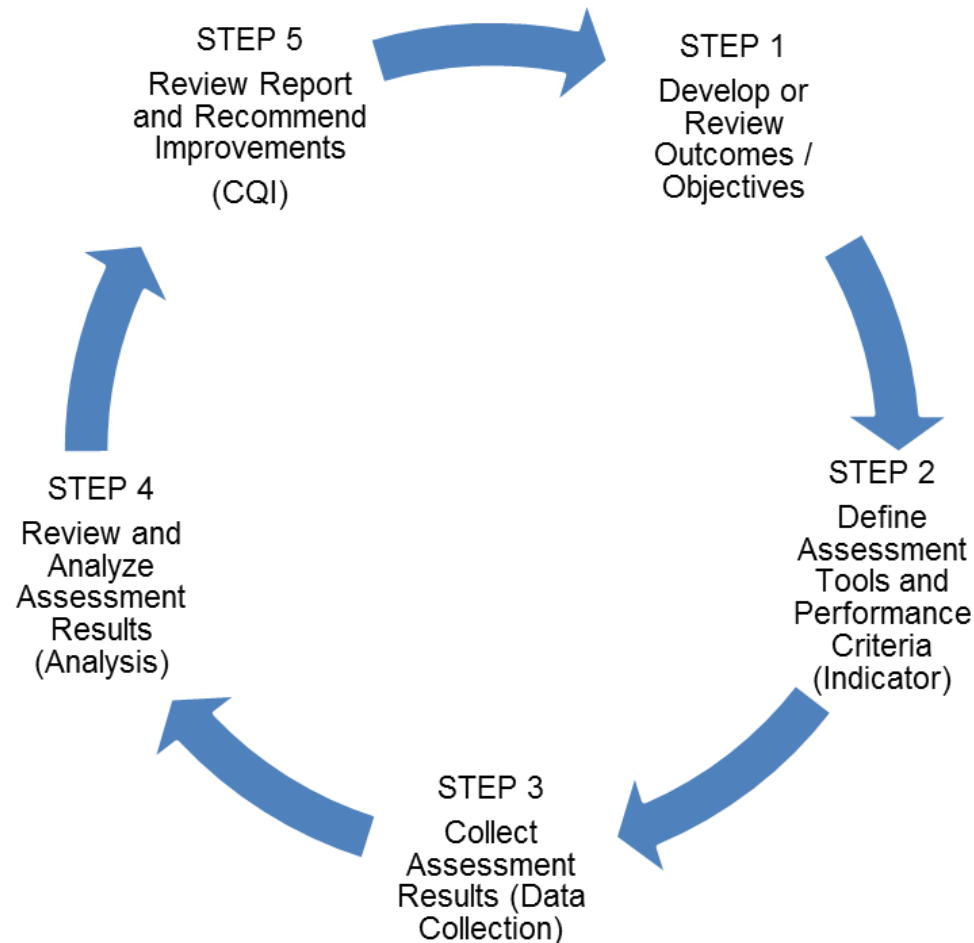 STEP 1
Develop or
Review
Outcomes /
Objectives
STEP 2
Define
Assessment
Tools and
Performance
Criteria
(Indicator)
STEP 3
Collect
Assessment
Results (Data
Collection)
STEP 4
Review and
Analyze
Assessment
Results
(Analysis)
STEP 5
Review Report
and Recommend
Improvements
(CQI)